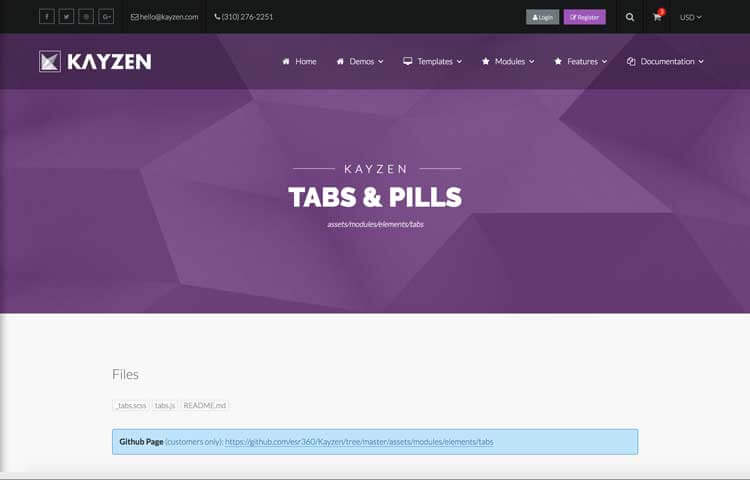 hello@kayzen.com (310) 276-2251 Login Register 3 USD
KAYZEN Home Demos Templates Modules Features Documentation
KAYZEN
TABS & PILLS
assets/modules/elements/tabs
Files
_tabs.scss tabs.js README.md
Github Page (customers only): https://github.com/esr360/Kayzen/tree/master/assets/modules/elements/tabs